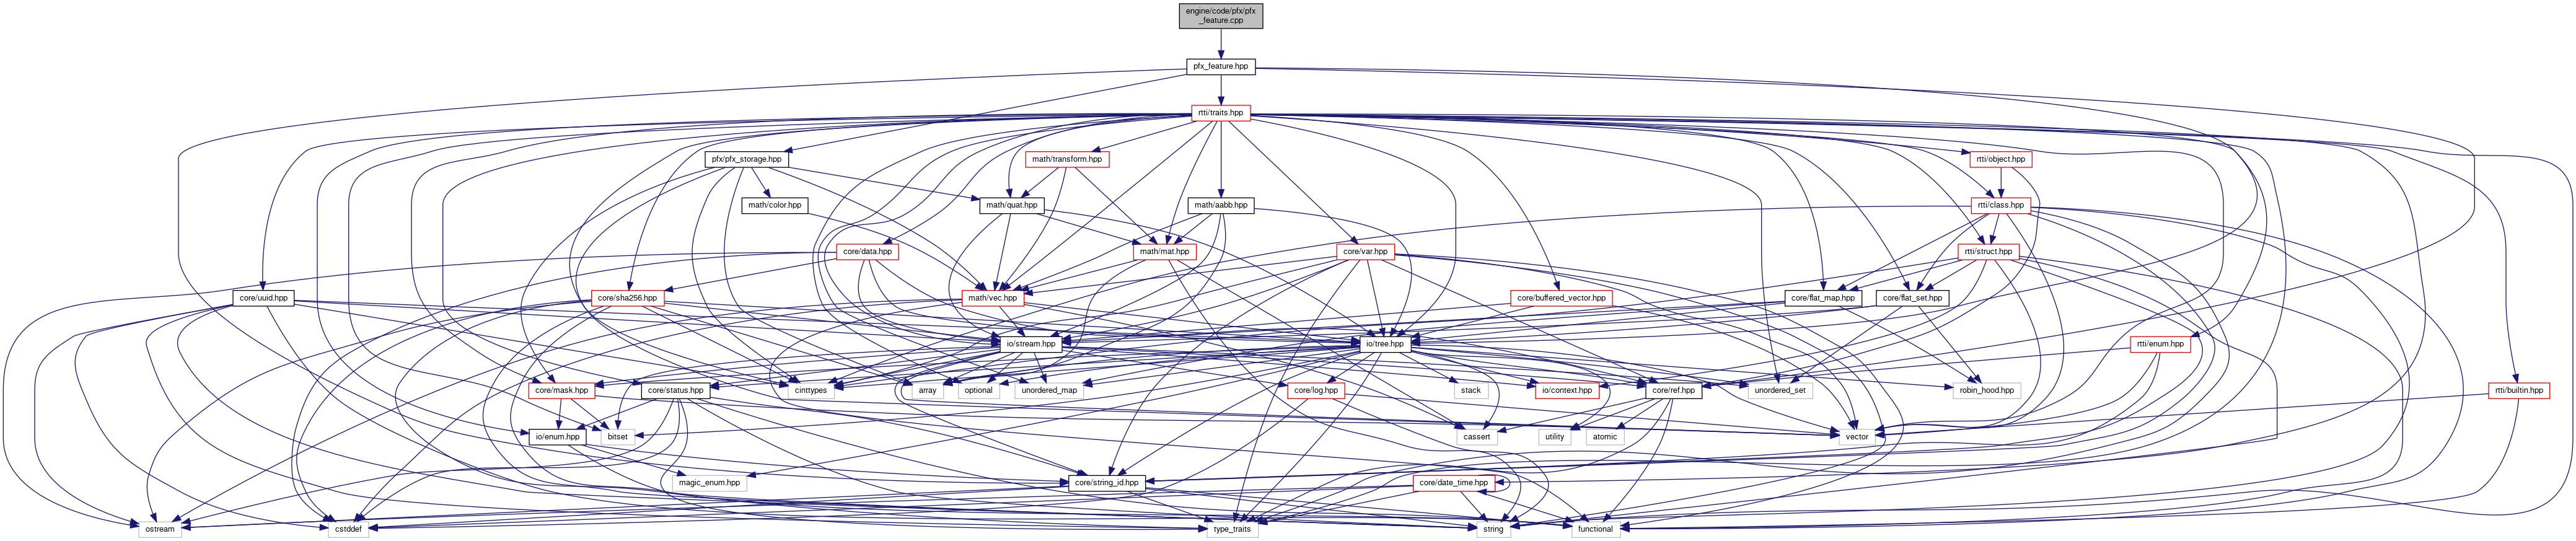 engine/code/pfx/pfx
_feature.cpp
pfx_feature.hpp
rtti/traits.hpp
pfx/pfx_storage.hpp
math/transform.hpp
rtti/object.hpp
math/color.hpp
math/quat.hpp
math/aabb.hpp
rtti/class.hpp
core/data.hpp
math/mat.hpp
core/var.hpp
rtti/struct.hpp
core/uuid.hpp
core/sha256.hpp
math/vec.hpp
core/buffered_vector.hpp
core/flat_map.hpp
core/flat_set.hpp
io/stream.hpp
io/tree.hpp
rtti/enum.hpp
core/mask.hpp
core/status.hpp
cinttypes
array
optional
unordered_map
core/log.hpp
stack
io/context.hpp
core/ref.hpp
unordered_set
robin_hood.hpp
rtti/builtin.hpp
io/enum.hpp
bitset
cassert
utility
atomic
vector
magic_enum.hpp
core/string_id.hpp
core/date_time.hpp
ostream
cstddef
type_traits
string
functional